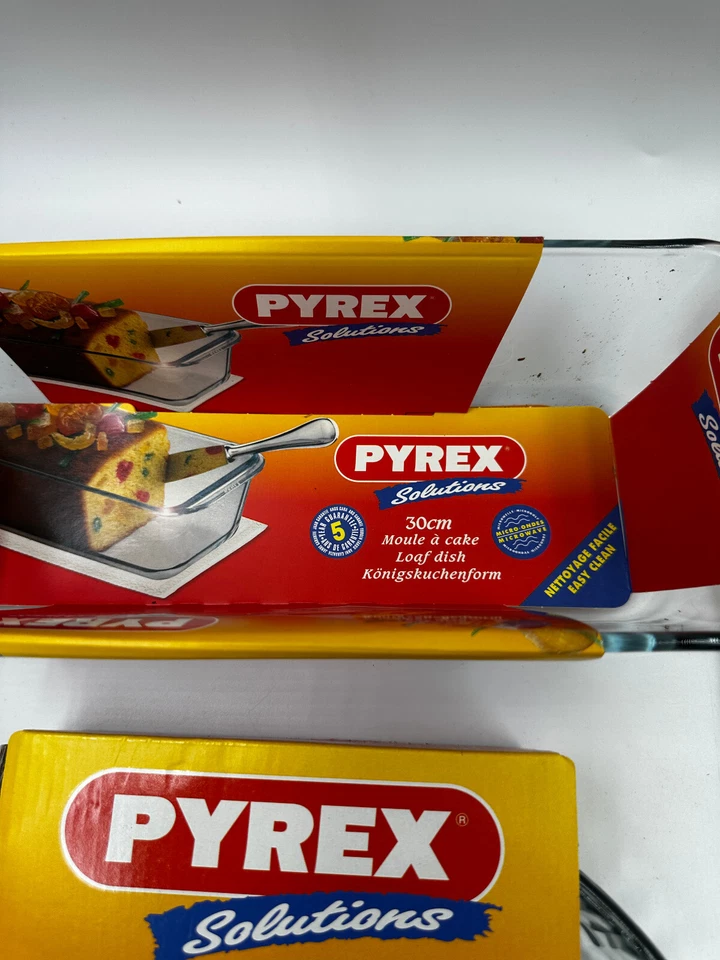 PYREX
Solutions
PYREX
Solutions
5
30cm
Moule à cake
Loaf dish
Königskuchenform
MICRO-ONDES
MICROWAVE
NETTOYAGE FACILE
EASY CLEAN
PYREX®
Solutions